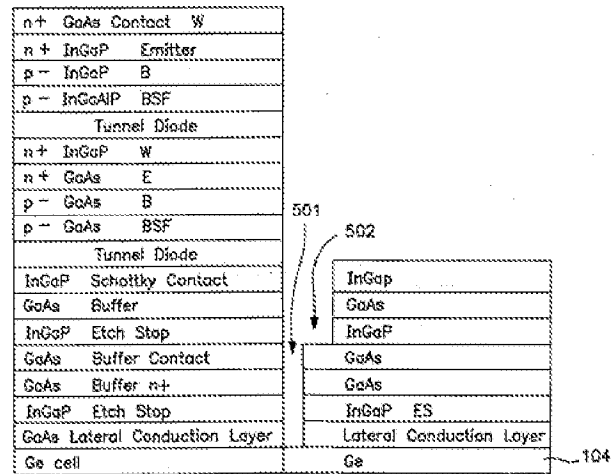 n+ GaAs Contact W
n+ InGaP Emitter
p- InGaP B
p- InGaAlP BSF
Tunnel Diode
n+ InGaP W
n+ GaAs E
p- GaAs B
p- GaAs BSF
Tunnel Diode
InGaP Schottky Contact
GaAs Buffer
InGaP Etch Stop
GaAs Buffer Contact
GaAs Buffer n+
InGaP Etch Stop
GaAs Lateral Conduction Layer
Ge cell
501
502
InGap
GaAs
InGaP
GaAs
GaAs
InGaP ES
Lateral Conduction Layer
Ge
104